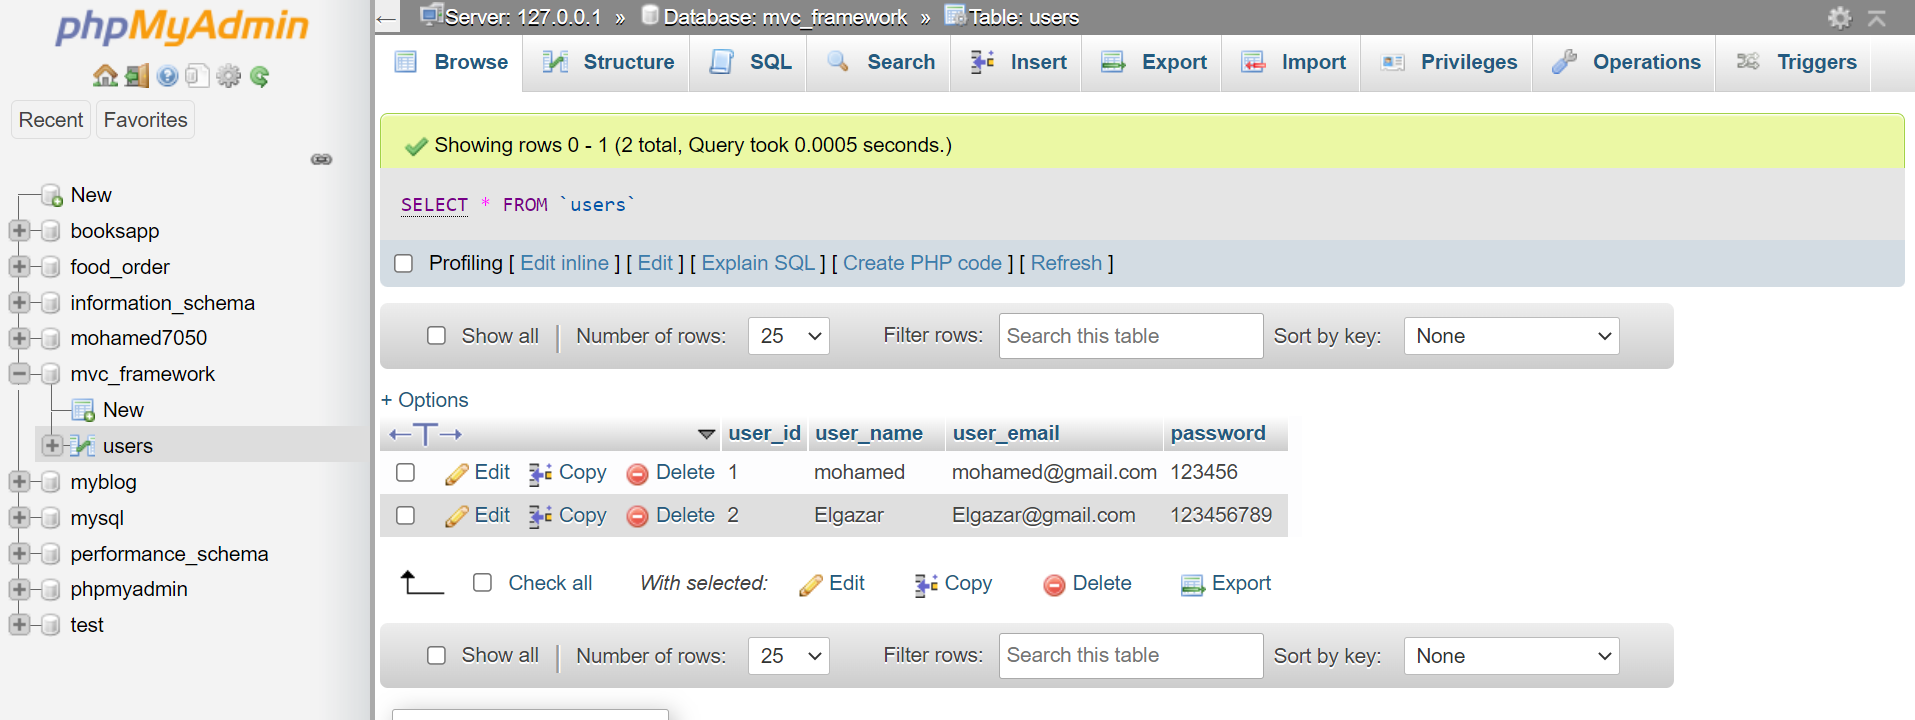 phpMyAdmin
Recent Favorites
New
booksapp
food_order
information_schema
mohamed7050
mvc_framework
New
users
myblog
mysql
performance_schema
phpmyadmin
test
Server: 127.0.0.1 » Database: mvc_framework » Table: users
Browse Structure SQL Search Insert Export Import Privileges Operations Triggers
Showing rows 0 - 1 (2 total, Query took 0.0005 seconds.)
SELECT * FROM `users`
Profiling [ Edit inline ] [ Edit ] [ Explain SQL ] [ Create PHP code ] [ Refresh ]
Show all | Number of rows: 25 Filter rows: Search this table Sort by key: None
+ Options
←T→ user_id user_name user_email password
Edit Copy Delete 1 mohamed mohamed@gmail.com 123456
Edit Copy Delete 2 Elgazar Elgazar@gmail.com 123456789
Check all With selected: Edit Copy Delete Export
Show all | Number of rows: 25 Filter rows: Search this table Sort by key: None